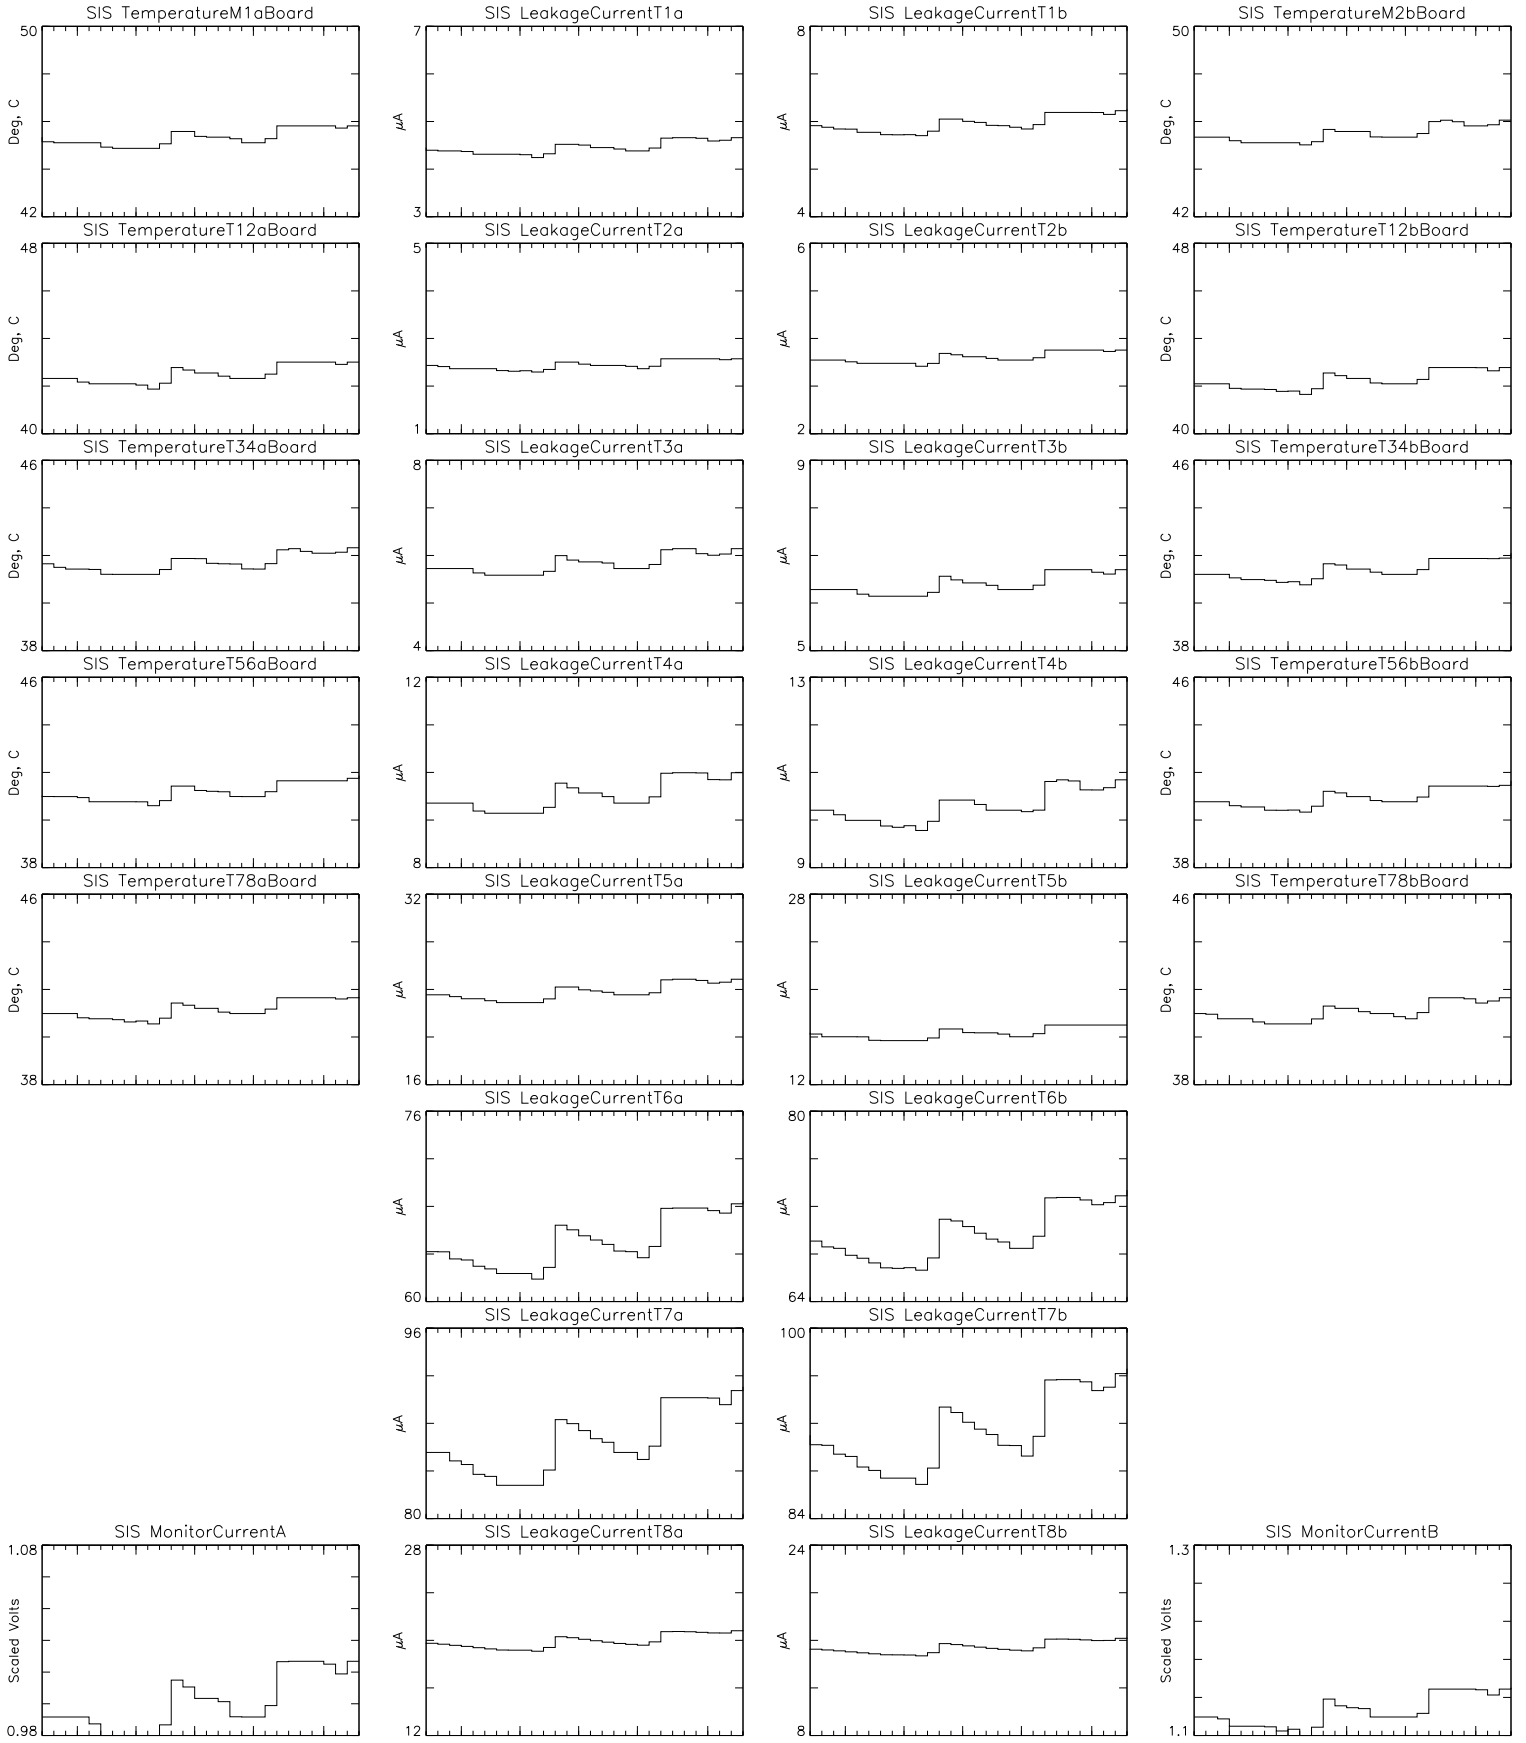 SIS TemperatureM1aBoard
50
Deg, C
42
SIS LeakageCurrentT1a
7
μA
3
SIS LeakageCurrentT1b
8
μA
4
SIS TemperatureM2bBoard
50
Deg, C
42
SIS TemperatureT12aBoard
48
Deg, C
40
SIS LeakageCurrentT2a
5
μA
1
SIS LeakageCurrentT2b
6
μA
2
SIS TemperatureT12bBoard
48
Deg, C
40
SIS TemperatureT34aBoard
46
Deg, C
38
SIS LeakageCurrentT3a
8
μA
4
SIS LeakageCurrentT3b
9
μA
5
SIS TemperatureT34bBoard
46
Deg, C
38
SIS TemperatureT56aBoard
46
Deg, C
38
SIS LeakageCurrentT4a
12
μA
8
SIS LeakageCurrentT4b
13
μA
9
SIS TemperatureT56bBoard
46
Deg, C
38
SIS TemperatureT78aBoard
46
Deg, C
38
SIS LeakageCurrentT5a
32
μA
16
SIS LeakageCurrentT5b
28
μA
12
SIS TemperatureT78bBoard
46
Deg, C
38
SIS LeakageCurrentT6a
76
μA
60
SIS LeakageCurrentT6b
80
μA
64
SIS LeakageCurrentT7a
96
μA
80
SIS LeakageCurrentT7b
100
μA
84
SIS MonitorCurrentA
1.08
Scaled Volts
0.98
SIS LeakageCurrentT8a
28
μA
12
SIS LeakageCurrentT8b
24
μA
8
SIS MonitorCurrentB
1.3
Scaled Volts
1.1